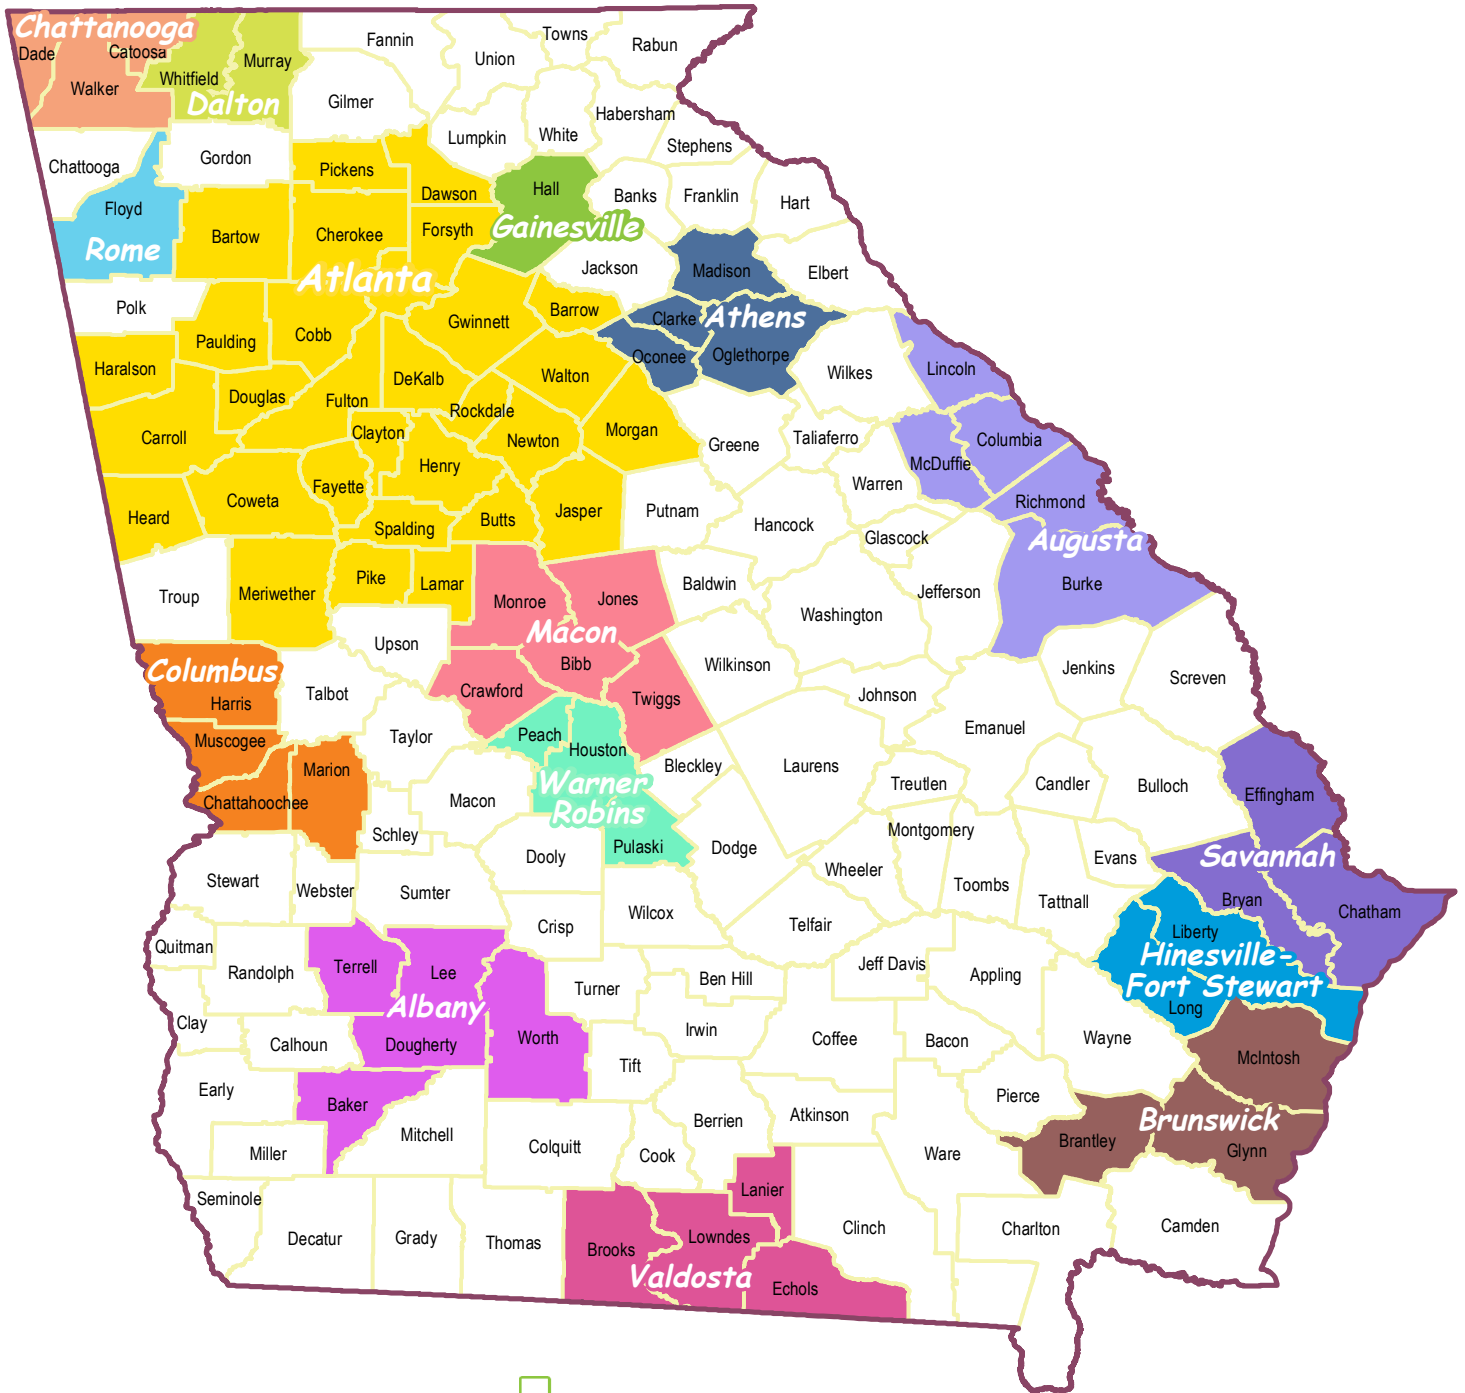 Chattanooga
Dade
Catoosa
Walker
Whitfield
Murray
Dalton
Fannin
Union
Towns
Rabun
Gilmer
Lumpkin
White
Habersham
Stephens
Chattooga
Gordon
Pickens
Dawson
Hall
Banks
Franklin
Hart
Floyd
Rome
Bartow
Cherokee
Forsyth
Gainesville
Atlanta
Jackson
Madison
Elbert
Polk
Paulding
Cobb
Gwinnett
Barrow
Clarke
Athens
Haralson
Douglas
Fulton
DeKalb
Walton
Oconee
Oglethorpe
Wilkes
Lincoln
Carroll
Clayton
Rockdale
Newton
Morgan
Greene
Taliaferro
McDuffie
Columbia
Heard
Coweta
Fayette
Henry
Spalding
Butts
Jasper
Putnam
Hancock
Warren
Glascock
Richmond
Augusta
Troup
Meriwether
Pike
Lamar
Monroe
Jones
Baldwin
Washington
Jefferson
Burke
Upson
Macon
Bibb
Crawford
Twiggs
Wilkinson
Johnson
Jenkins
Screven
Columbus
Harris
Talbot
Taylor
Peach
Houston
Bleckley
Laurens
Emanuel
Muscogee
Marion
Chattahoochee
Macon
Schley
Warner
Robins
Pulaski
Treutlen
Candler
Bulloch
Effingham
Stewart
Webster
Sumter
Dooly
Dodge
Wheeler
Montgomery
Toombs
Evans
Tattnall
Savannah
Bryan
Chatham
Quitman
Randolph
Terrell
Lee
Crisp
Wilcox
Telfair
Jeff Davis
Appling
Liberty
Hinesville-
Fort Stewart
Long
Albany
Clay
Calhoun
Dougherty
Worth
Turner
Ben Hill
Irwin
Coffee
Bacon
Wayne
McIntosh
Early
Baker
Tift
Berrien
Atkinson
Pierce
Brunswick
Brantley
Glynn
Miller
Mitchell
Colquitt
Cook
Lanier
Ware
Seminole
Decatur
Grady
Thomas
Brooks
Lowndes
Valdosta
Echols
Clinch
Charlton
Camden